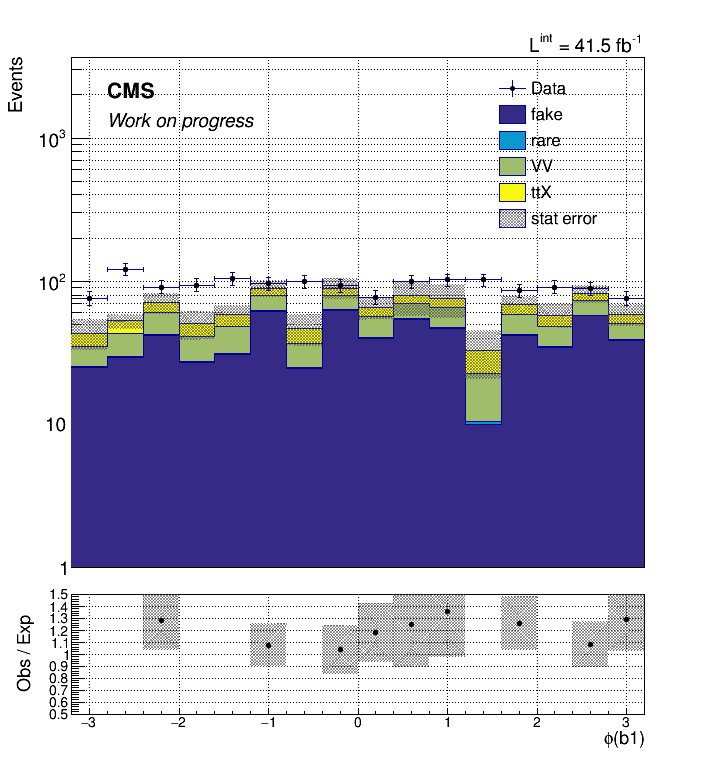 L^int = 41.5 fb^-1
Events
CMS
Work on progress
Data
fake
rare
VV
ttX
stat error
10^3
10^2
10
1
Obs / Exp
1.5
1.4
1.3
1.2
1.1
1
0.9
0.8
0.7
0.6
0.5
−3 −2 −1 0 1 2 3
ϕ(b1)